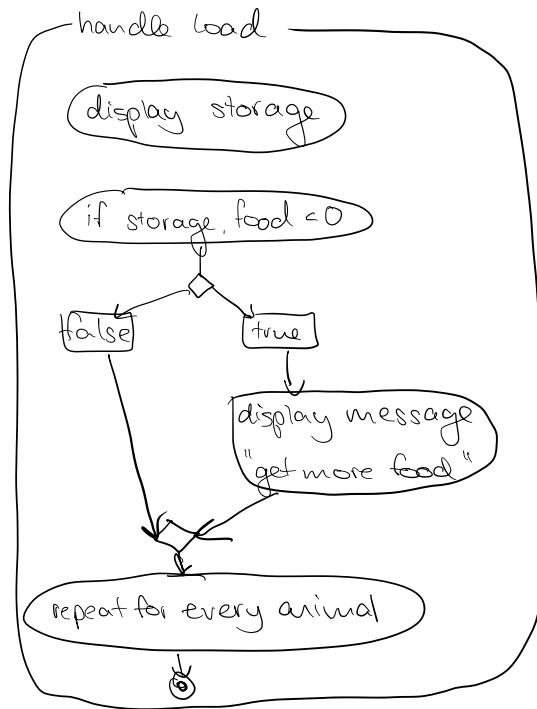 handle Load
display storage
if storage.food < 0
false
true
display message
"get more food"
repeat for every animal